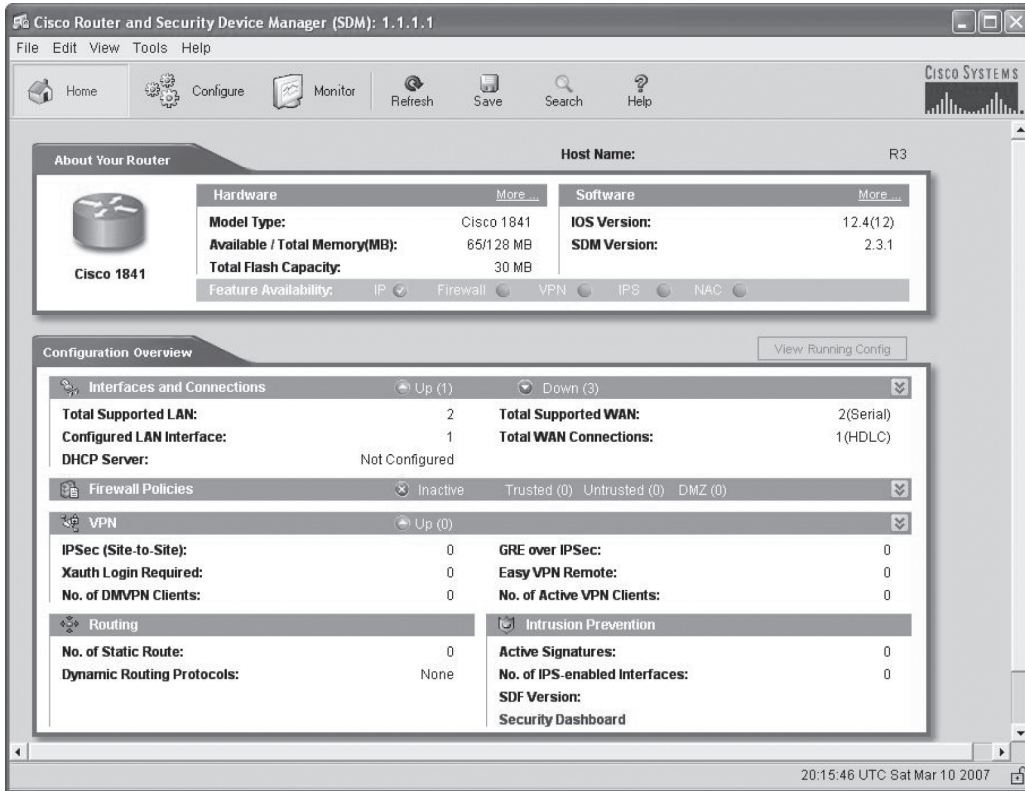 Cisco Router and Security Device Manager (SDM): 1.1.1.1
File Edit View Tools Help
Home Configure Monitor Refresh Save Search Help
CISCO SYSTEMS
About Your Router Host Name: R3
Hardware More ... Software More ...
Model Type: Cisco 1841 IOS Version: 12.4(12)
Available / Total Memory(MB): 65/128 MB SDM Version: 2.3.1
Total Flash Capacity: 30 MB
Cisco 1841
Feature Availability: IP Firewall VPN IPS NAC
Configuration Overview View Running Config
Interfaces and Connections Up (1) Down (3)
Total Supported LAN: 2 Total Supported WAN: 2(Serial)
Configured LAN Interface: 1 Total WAN Connections: 1(HDLC)
DHCP Server: Not Configured
Firewall Policies Inactive Trusted (0) Untrusted (0) DMZ (0)
VPN Up (0)
IPSec (Site-to-Site): 0 GRE over IPSec: 0
Xauth Login Required: 0 Easy VPN Remote: 0
No. of DMVPN Clients: 0 No. of Active VPN Clients: 0
Routing Intrusion Prevention
No. of Static Route: 0 Active Signatures: 0
Dynamic Routing Protocols: None No. of IPS-enabled Interfaces: 0
SDF Version:
Security Dashboard
20:15:46 UTC Sat Mar 10 2007